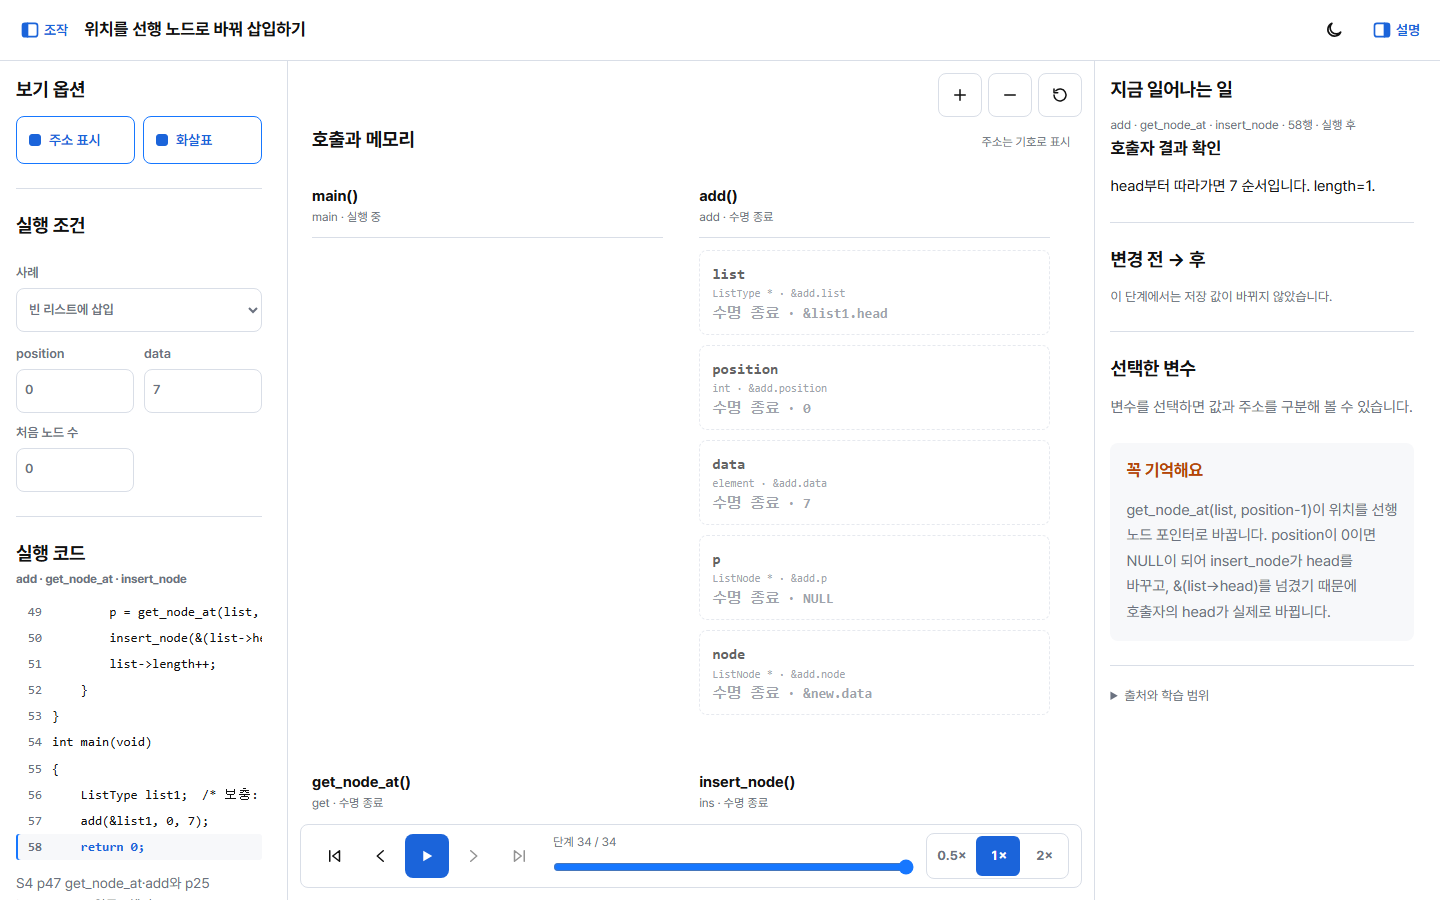 조작
위치를 선행 노드로 바꿔 삽입하기
설명
보기 옵션
주소 표시
화살표
실행 조건
사례
빈 리스트에 삽입
position
data
0
7
처음 노드 수
0
실행 코드
add · get_node_at · insert_node
49 p = get_node_at(list,
50 insert_node(&(list->he
51 list->length++;
52 }
53 }
54 int main(void)
55 {
56 ListType list1; /* 보충:
57 add(&list1, 0, 7);
58 return 0;
S4 p47 get_node_at·add와 p25
호출과 메모리
주소는 기호로 표시
main()
main · 실행 중
add()
add · 수명 종료
list
ListType * · &add.list
수명 종료 · &list1.head
position
int · &add.position
수명 종료 · 0
data
element · &add.data
수명 종료 · 7
p
ListNode * · &add.p
수명 종료 · NULL
node
ListNode * · &add.node
수명 종료 · &new.data
get_node_at()
get · 수명 종료
insert_node()
ins · 수명 종료
단계 34 / 34
0.5×
1×
2×
지금 일어나는 일
add · get_node_at · insert_node · 58행 · 실행 후
호출자 결과 확인
head부터 따라가면 7 순서입니다. length=1.
변경 전 → 후
이 단계에서는 저장 값이 바뀌지 않았습니다.
선택한 변수
변수를 선택하면 값과 주소를 구분해 볼 수 있습니다.
꼭 기억해요
get_node_at(list, position-1)이 위치를 선행
노드 포인터로 바꿉니다. position이 0이면
NULL이 되어 insert_node가 head를
바꾸고, &(list→head)를 넘겼기 때문에
호출자의 head가 실제로 바뀝니다.
출처와 학습 범위